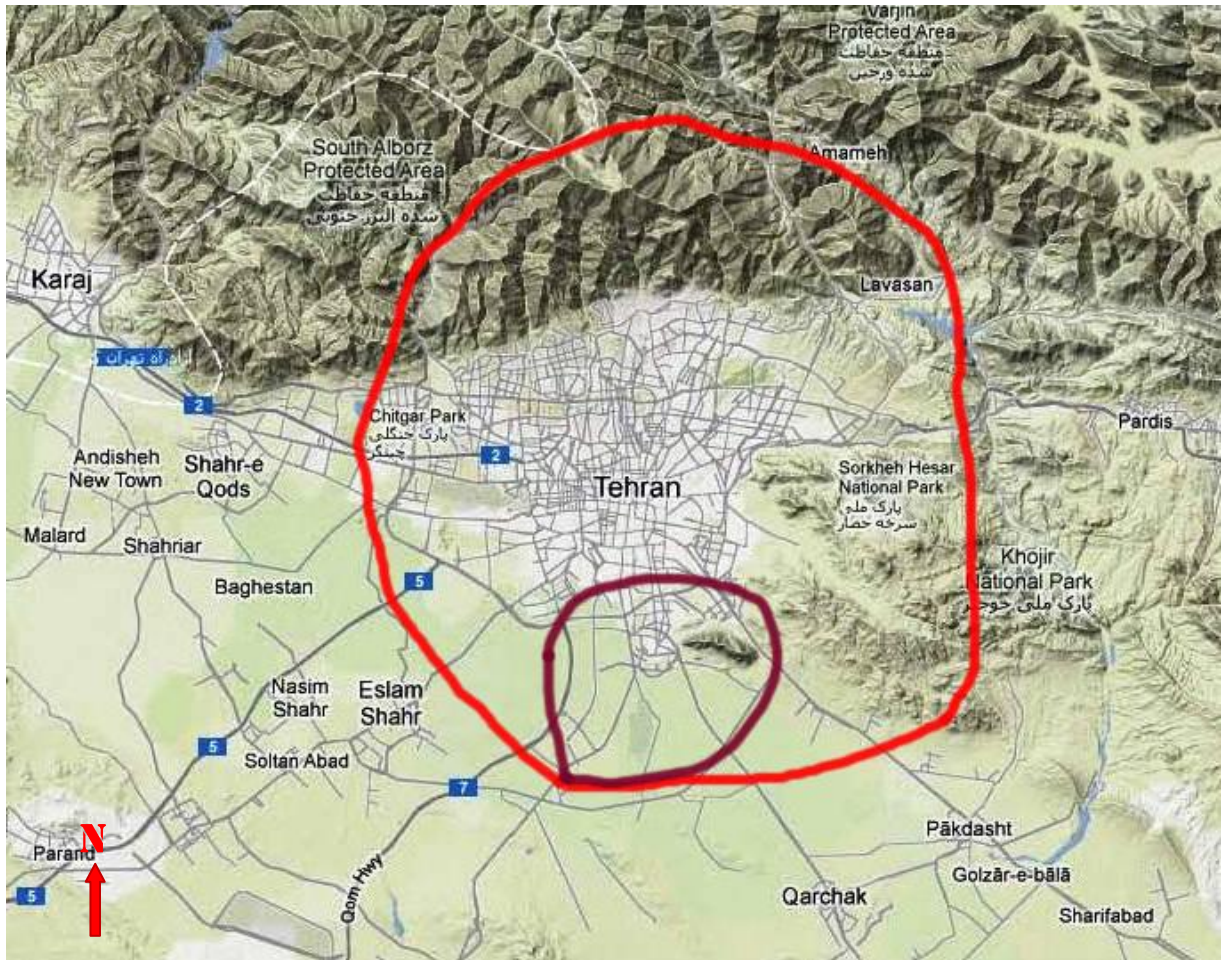 Varjin
Protected Area
منطقه حفاظت
شده ورجین
South Alborz
Protected Area
منطقه حفاظت
شده البرز جنوبی
Amameh
Karaj
Lavasan
آزادراه تهران ک
2
Chitgar Park
پارک جنگلی
چیتگر
Pardis
Andisheh
New Town
Shahr-e
Qods
2
Tehran
Sorkheh Hesar
National Park
پارک ملی
سرخه حصار
Malard
Shahriar
Khojir
National Park
پارک ملی خوجیر
Baghestan
5
Nasim
Shahr
Eslam
Shahr
5
Soltan Abad
7
N
Parand
Pākdasht
Golzār-e-bālā
5
Qom Hwy
Qarchak
Sharifabad